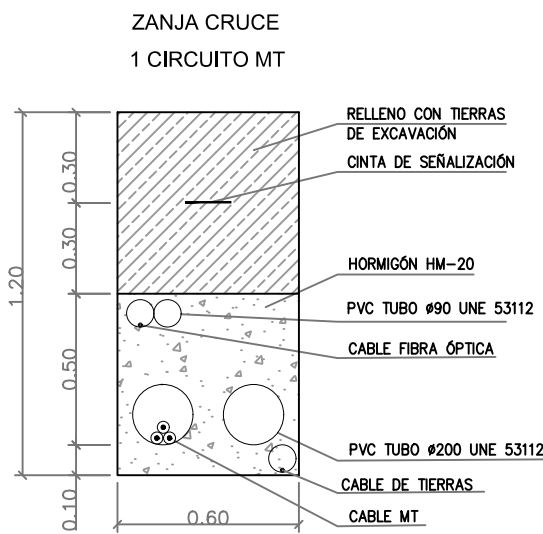 ZANJA CRUCE
1 CIRCUITO MT
RELLENO CON TIERRAS
DE EXCAVACIÓN
CINTA DE SEÑALIZACIÓN
0.30
0.30
1.20
HORMIGÓN HM-20
PVC TUBO ø90 UNE 53112
CABLE FIBRA ÓPTICA
0.50
PVC TUBO ø200 UNE 53112
CABLE DE TIERRAS
0.10
0.60
CABLE MT